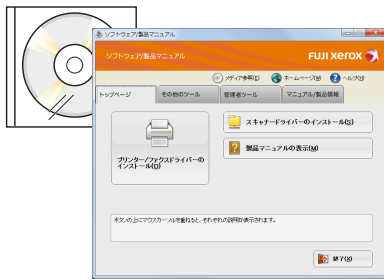 ソフトウェア/製品マニュアル
ソフトウェア/製品マニュアル
FUJI XEROX
メディア参照(E) ホームページ(W) ヘルプ(H)
トップページ その他のツール 管理者ツール マニュアル/製品情報
プリンター/ファクスドライバーの
インストール(D)
スキャナードライバーのインストール(S)
製品マニュアルの表示(M)
ボタンの上にマウスカーソルを重ねると、それぞれの説明が表示されます。
終了(X)